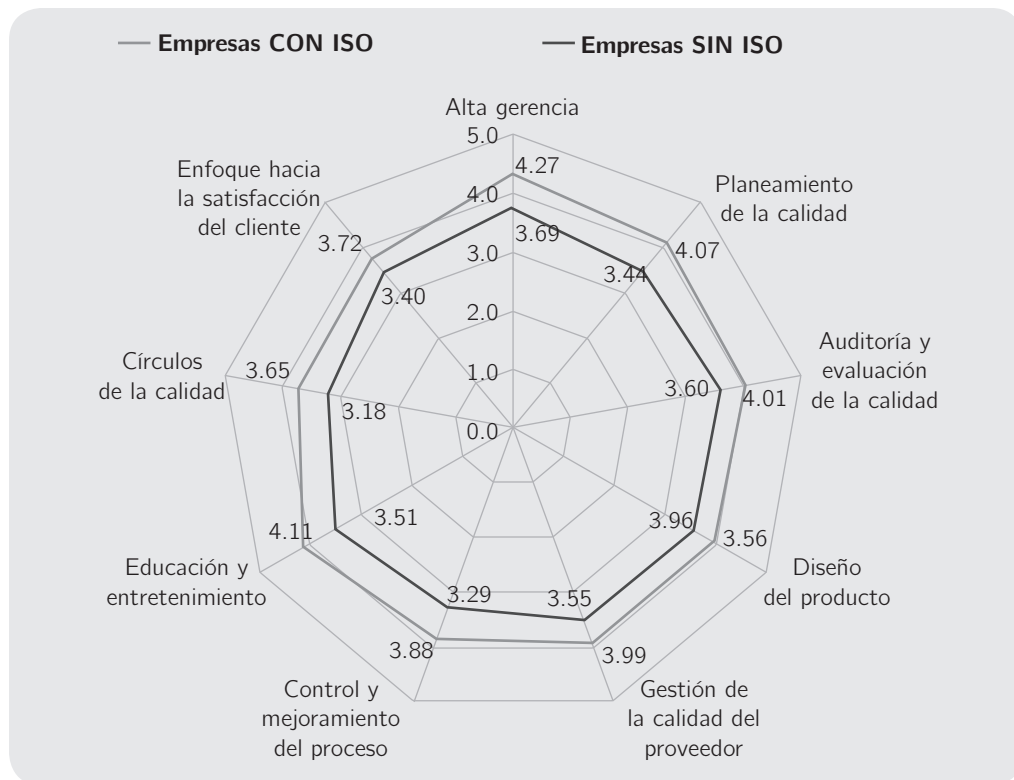 Empresas CON ISO
Empresas SIN ISO
Alta gerencia
5.0
4.27
Enfoque hacia
la satisfacción
del cliente
Planeamiento
de la calidad
4.0
3.69
3.72
4.07
3.0
3.44
3.40
2.0
Auditoría y
evaluación
de la calidad
Círculos
de la calidad
3.65
1.0
3.60
4.01
3.18
0.0
3.51
3.96
4.11
3.56
Educación y
entretenimiento
Diseño
del producto
3.29
3.55
3.88
3.99
Control y
mejoramiento
del proceso
Gestión de
la calidad del
proveedor